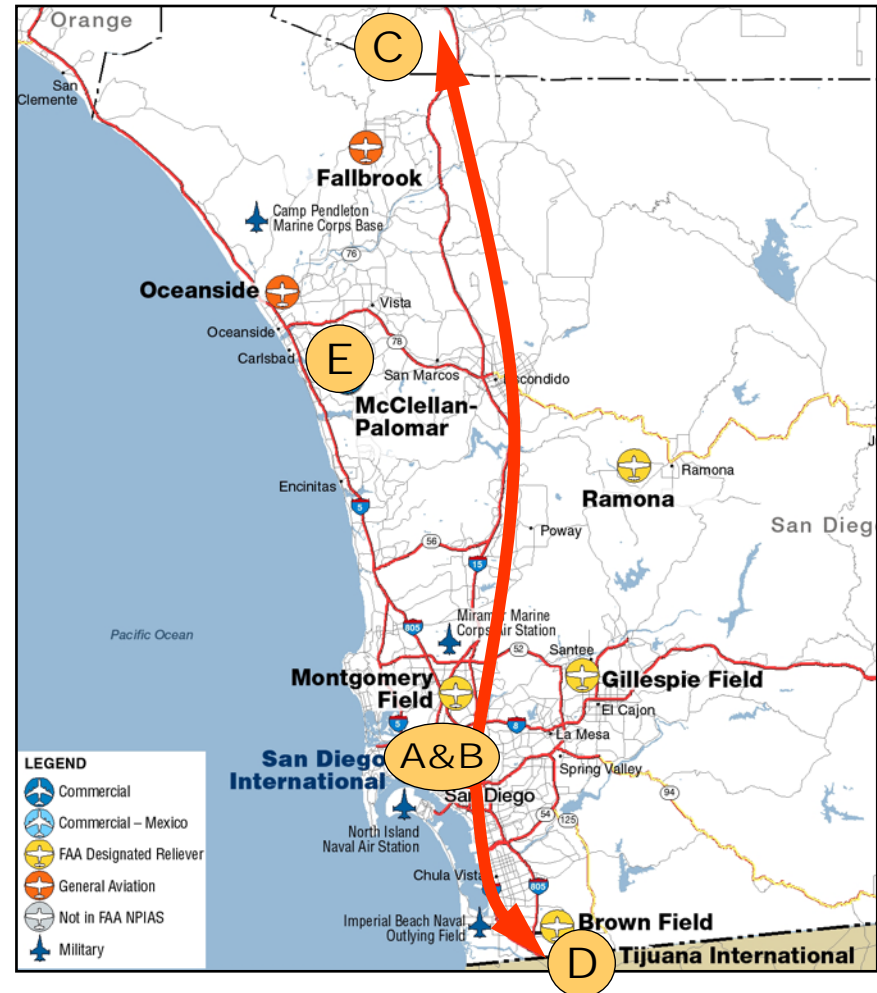 Orange
C
San
Clemente
Fallbrook
Camp Pendleton
Marine Corps Base
76
Oceanside
Vista
Oceanside
E
78
Carlsbad
San Marcos
Escondido
McClellan-
Palomar
Ramona
Encinitas
Ramona
5
San Dieg
Poway
56
15
Pacific Ocean
Miramar Marine
Corps Air Station
805
52
Santee
Montgomery
Field
Gillespie Field
El Cajon
5
8
La Mesa
A&B
San Diego
International
Spring Valley
San Diego
94
54
125
North Island
Naval Air Station
Chula Vista
805
Imperial Beach Naval
Outlying Field
Brown Field
D
Tijuana International
LEGEND
Commercial
Commercial – Mexico
FAA Designated Reliever
General Aviation
Not in FAA NPIAS
Military